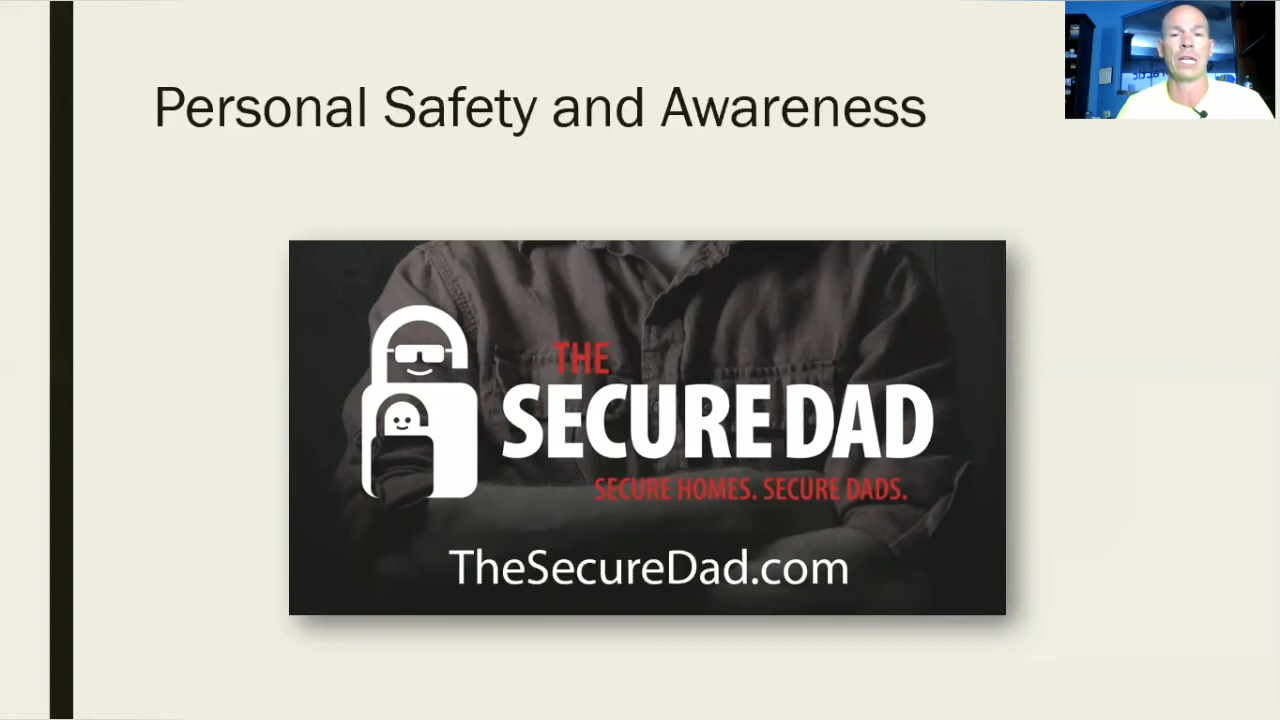 Personal Safety and Awareness
THE
SECURE DAD
SECURE HOMES. SECURE DADS.
TheSecureDad.com